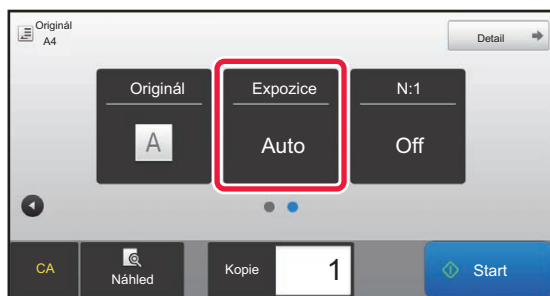 Originál
A4
Detail
Originál
Expozice
N:1
A
Auto
Off
CA
Náhled
Kopie
1
Start